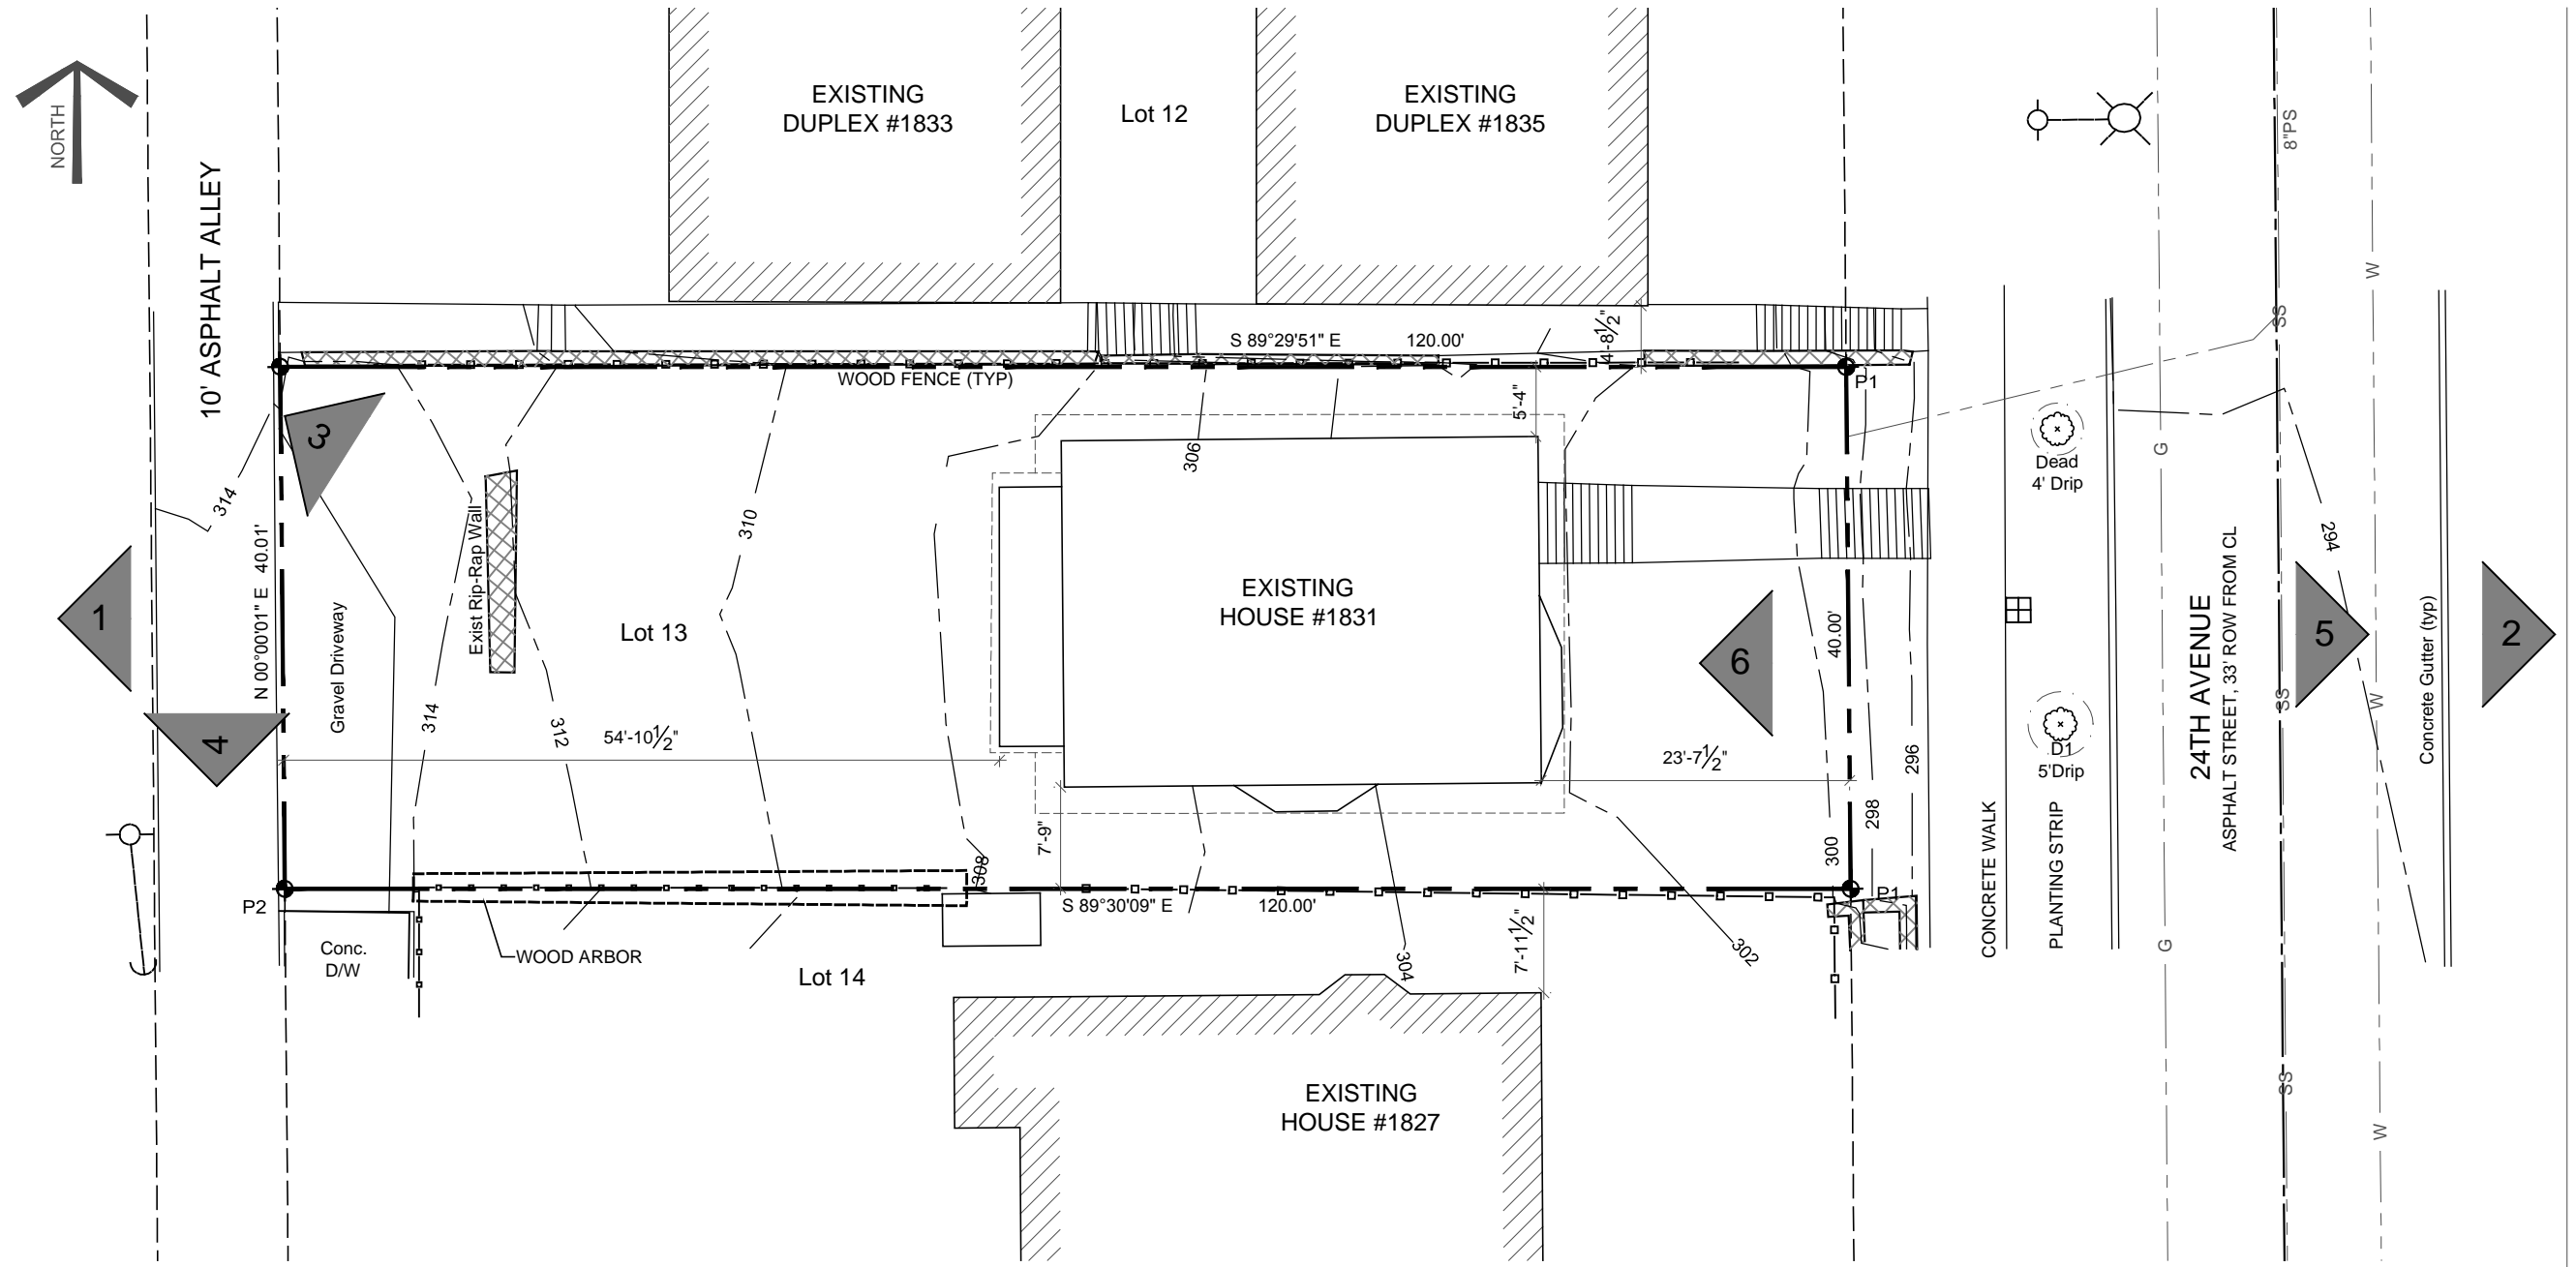 NORTH
10' ASPHALT ALLEY
EXISTING
DUPLEX #1833
Lot 12
EXISTING
DUPLEX #1835
8"PS
W
SS
S 89°29'51" E 120.00'
4'-8½"
WOOD FENCE (TYP)
P1
5'-4"
3
306
G
Dead
4' Drip
314
310
294
N 00°00'01" E 40.01'
Gravel Driveway
Exist Rip-Rap Wall
Lot 13
EXISTING
HOUSE #1831
1
6
40.00'
5
2
24TH AVENUE
ASPHALT STREET, 33' ROW FROM CL
Concrete Gutter (typ)
4
314
312
54'-10½"
23'-7½"
296
D1
5'Drip
SS
W
7'-9"
308
300
298
CONCRETE WALK
PLANTING STRIP
P2
S 89°30'09" E 120.00'
P1
Conc.
D/W
WOOD ARBOR
Lot 14
304
7'-11½"
302
G
EXISTING
HOUSE #1827
SS
W